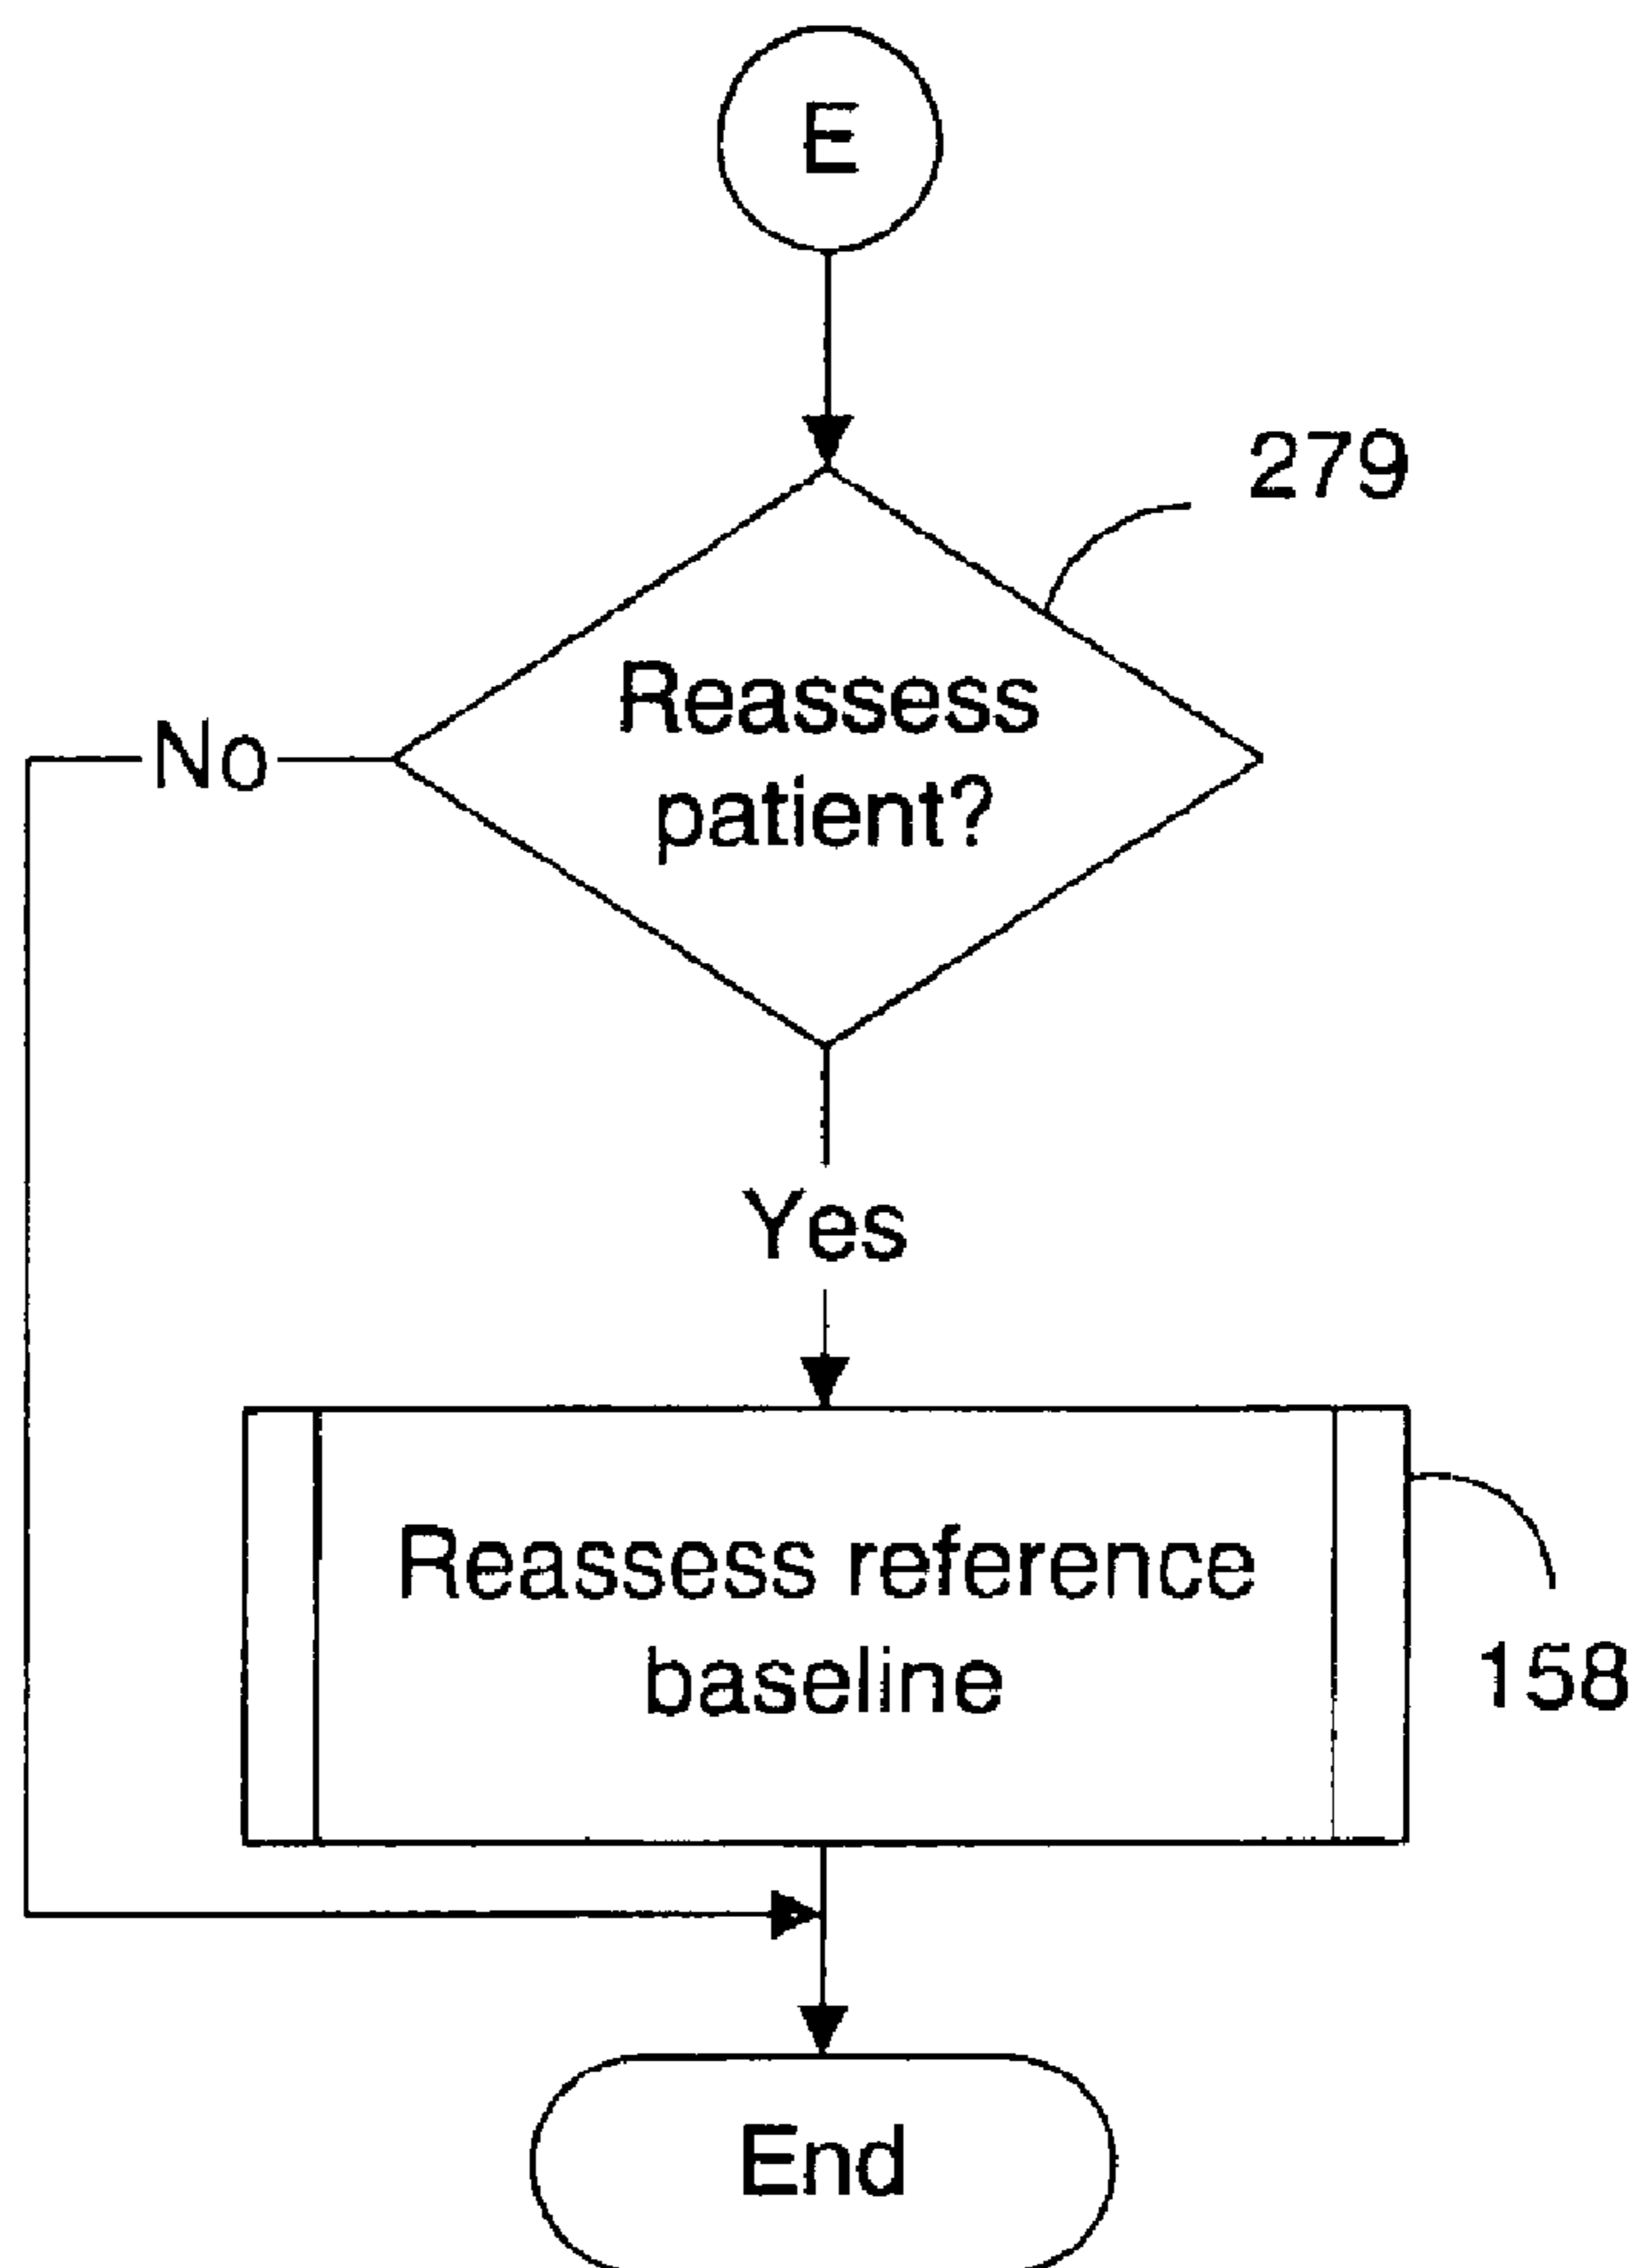 E
279
Reassess
patient?
No
Yes
Reassess reference
baseline
158
End